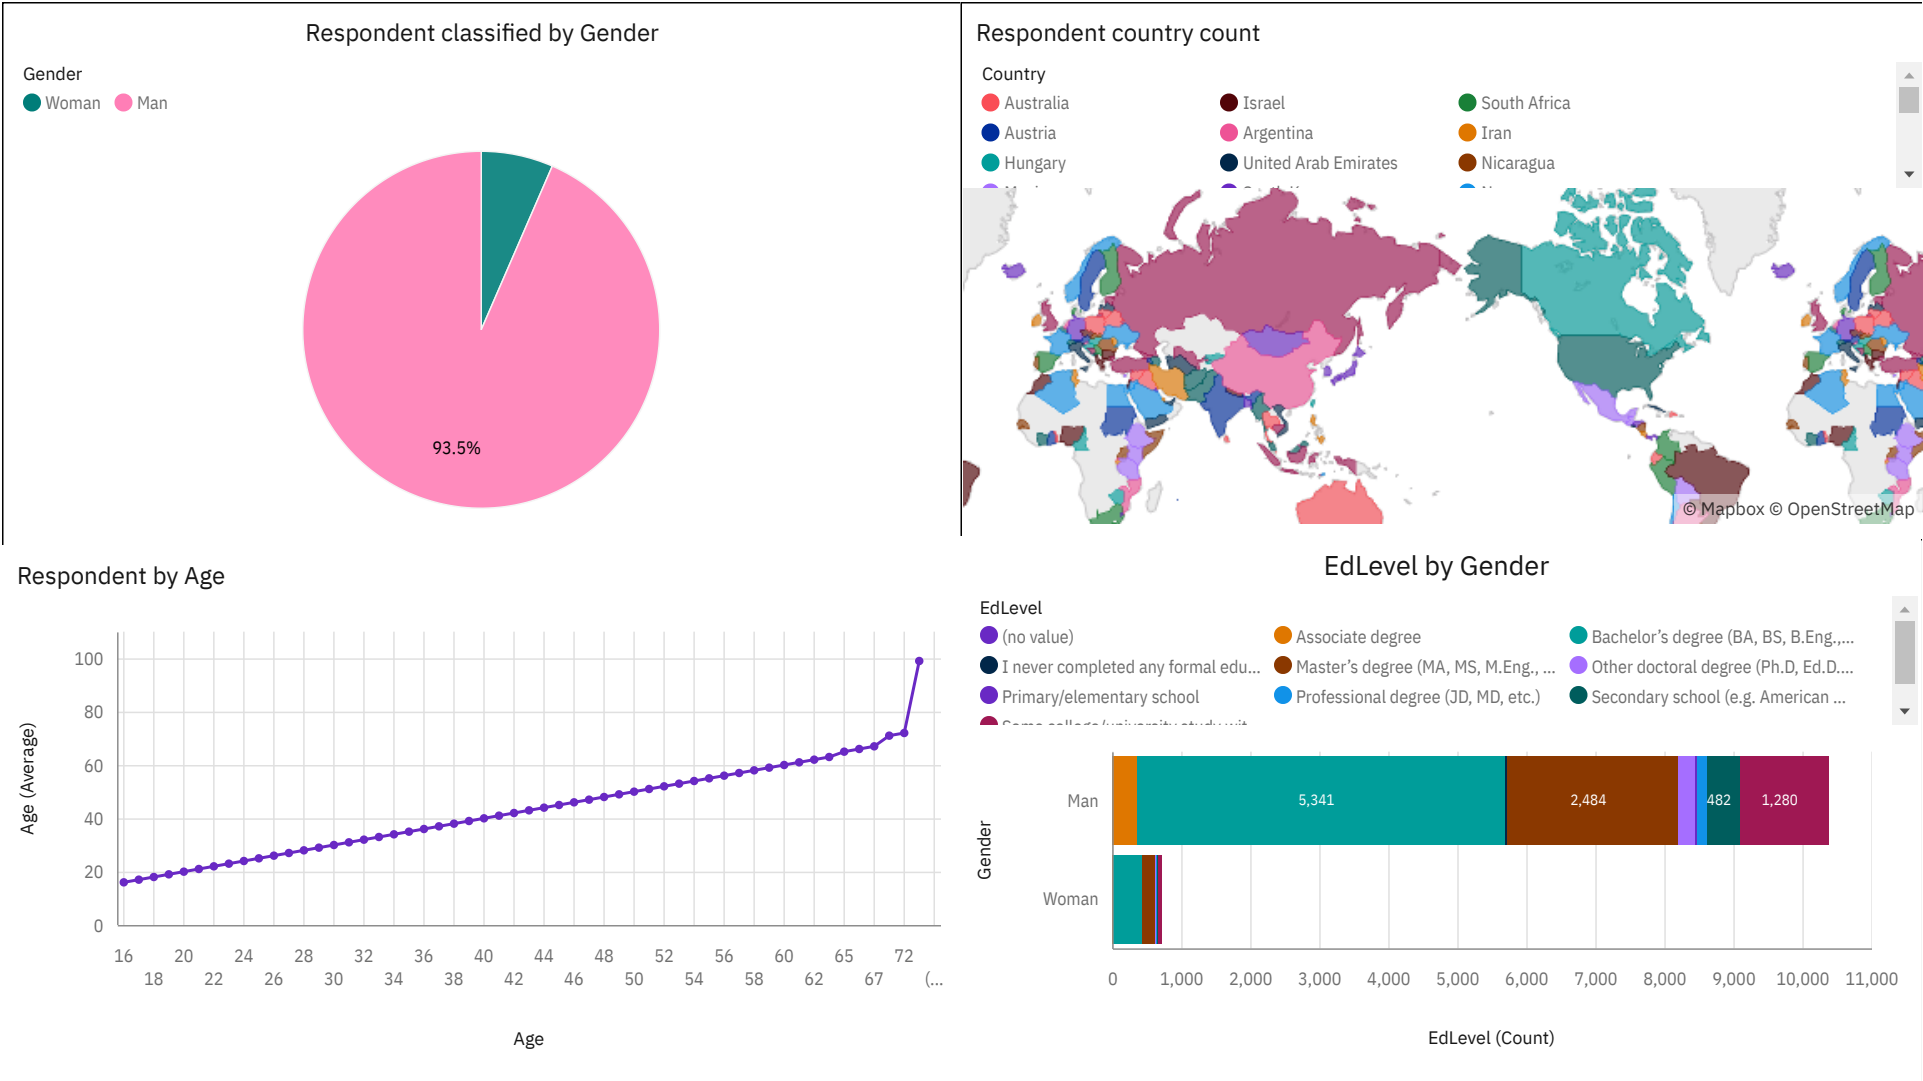 Respondent classified by Gender
Gender
Woman Man
93.5%
Respondent country count
Country
Australia Israel South Africa
Austria Argentina Iran
Hungary United Arab Emirates Nicaragua
© Mapbox © OpenStreetMap
Respondent by Age
Age (Average)
100
80
60
40
20
0
16 20 24 28 32 36 40 44 48 52 56 60 65 72
18 22 26 30 34 38 42 46 50 54 58 62 67 (...
Age
EdLevel by Gender
EdLevel
(no value) Associate degree Bachelor's degree (BA, BS, B.Eng.,...
I never completed any formal edu... Master's degree (MA, MS, M.Eng., ... Other doctoral degree (Ph.D, Ed.D....
Primary/elementary school Professional degree (JD, MD, etc.) Secondary school (e.g. American ...
Gender
Man 5,341 2,484 482 1,280
Woman
0 1,000 2,000 3,000 4,000 5,000 6,000 7,000 8,000 9,000 10,000 11,000
EdLevel (Count)